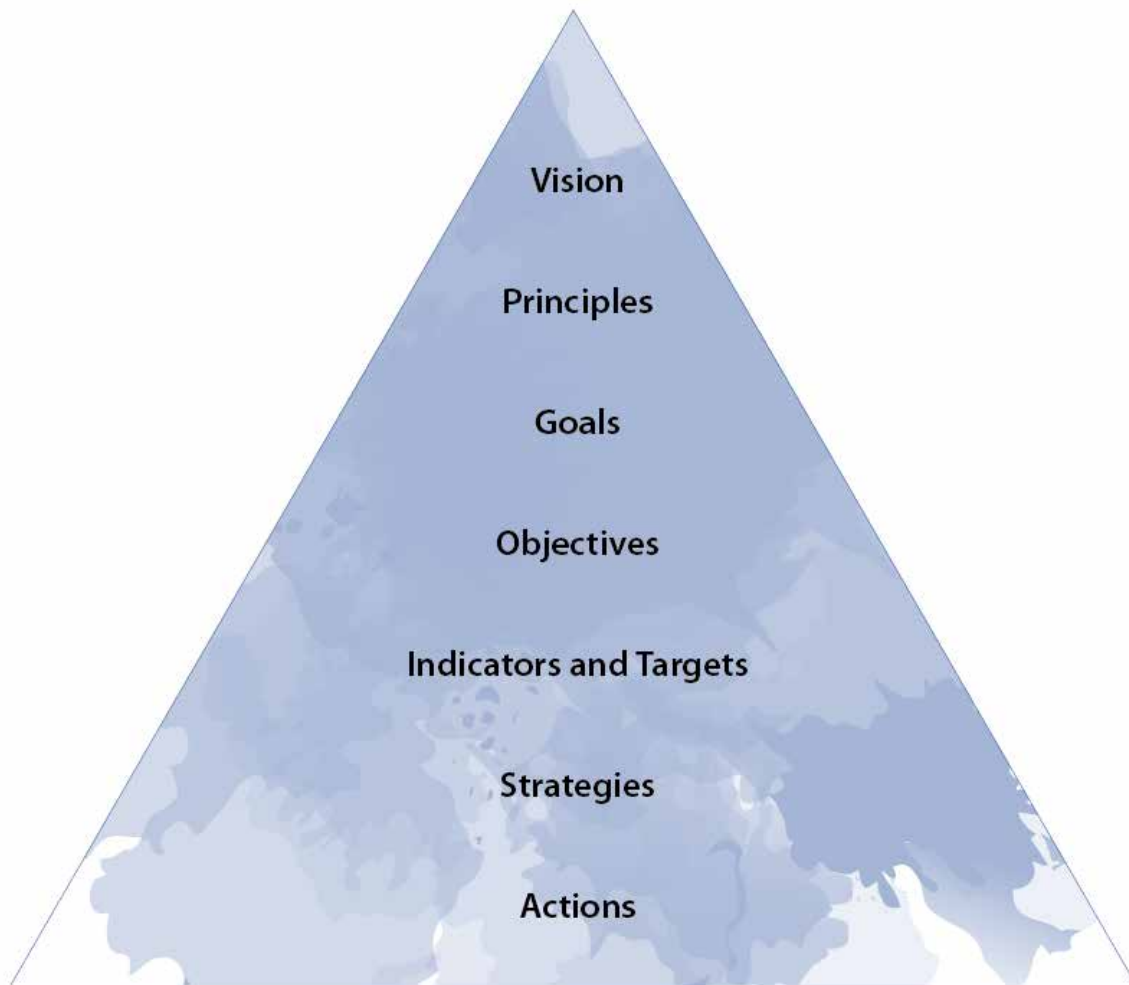 Vision
Principles
Goals
Objectives
Indicators and Targets
Strategies
Actions